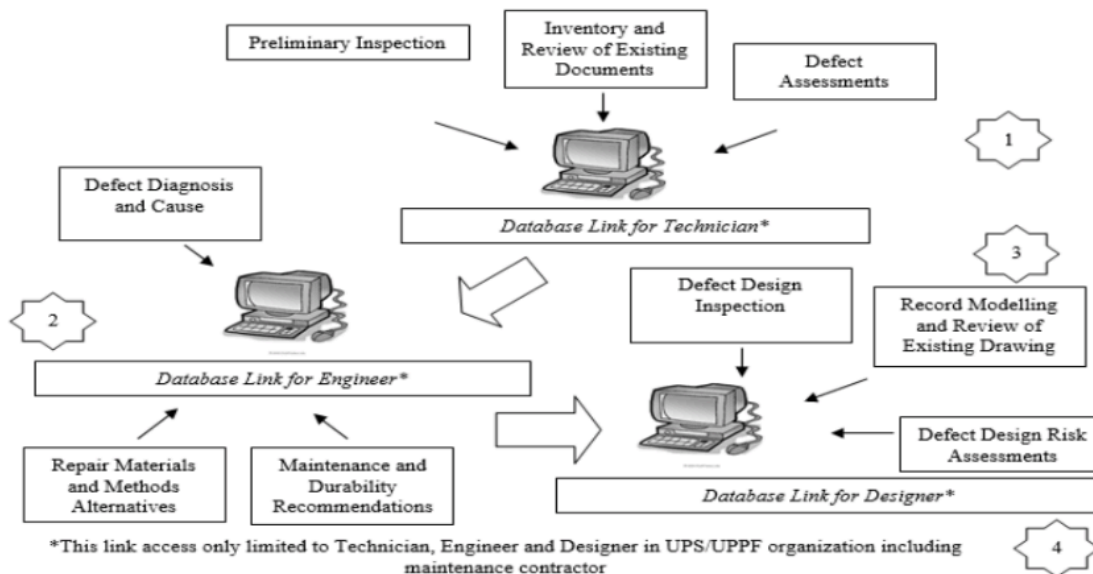 Preliminary Inspection
Inventory and
Review of Existing
Documents
Defect
Assessments
1
Database Link for Technician*
Defect Diagnosis
and Cause
2
Database Link for Engineer*
Repair Materials
and Methods
Alternatives
Maintenance and
Durability
Recommendations
3
Defect Design
Inspection
Record Modelling
and Review of
Existing Drawing
Defect Design Risk
Assessments
Database Link for Designer*
4
*This link access only limited to Technician, Engineer and Designer in UPS/UPPF organization including
maintenance contractor